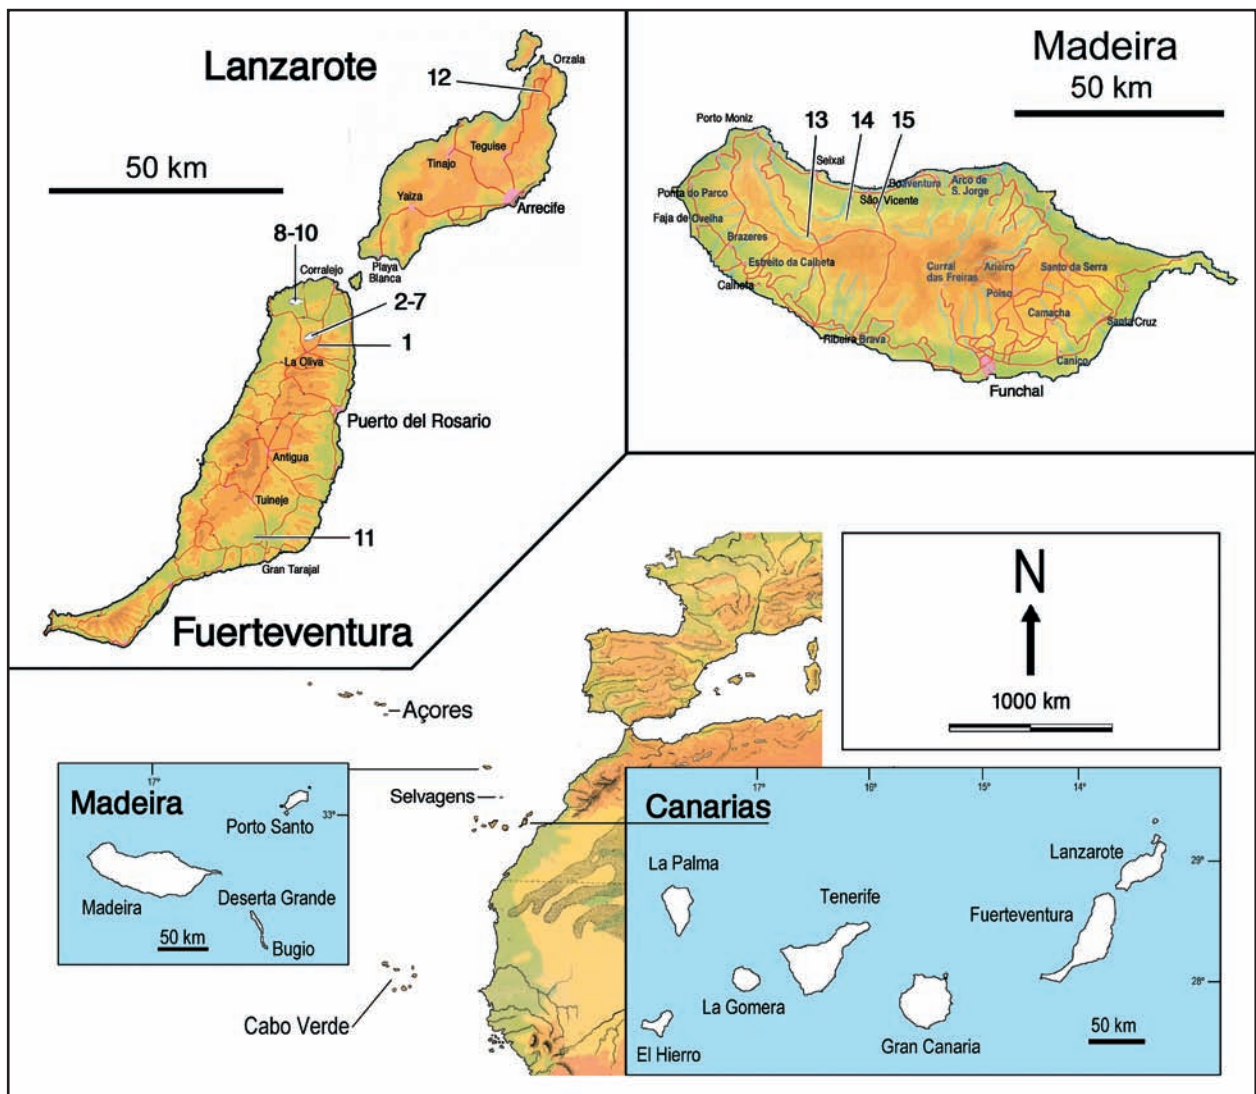 Lanzarote
12
Orzala
50 km
Tinajo
Teguise
Yaiza
Arrecife
8-10
Corralejo
Playa
Blanca
2-7
1
La Oliva
Puerto del Rosario
Antigua
Tuineje
11
Gran Tarajal
Fuerteventura
Madeira
50 km
Porto Moniz
13
14
15
Seixal
Ponta do Parco
Boaventura
Arco de
S. Jorge
São Vicente
Faja de Ovelha
Brazeres
Estreito da Calheta
Curral
das Freiras
Arieiro
Santo da Serra
Calheta
Poiso
Camacha
Santa Cruz
Ribeira Brava
Caniço
Funchal
N
1000 km
Açores
Selvagens
Cabo Verde
17°
Madeira
Porto Santo
33°
Deserta Grande
Madeira
50 km
Bugio
17°
16°
15°
14°
Canarias
La Palma
Lanzarote
29°
Tenerife
Fuerteventura
28°
La Gomera
El Hierro
Gran Canaria
50 km